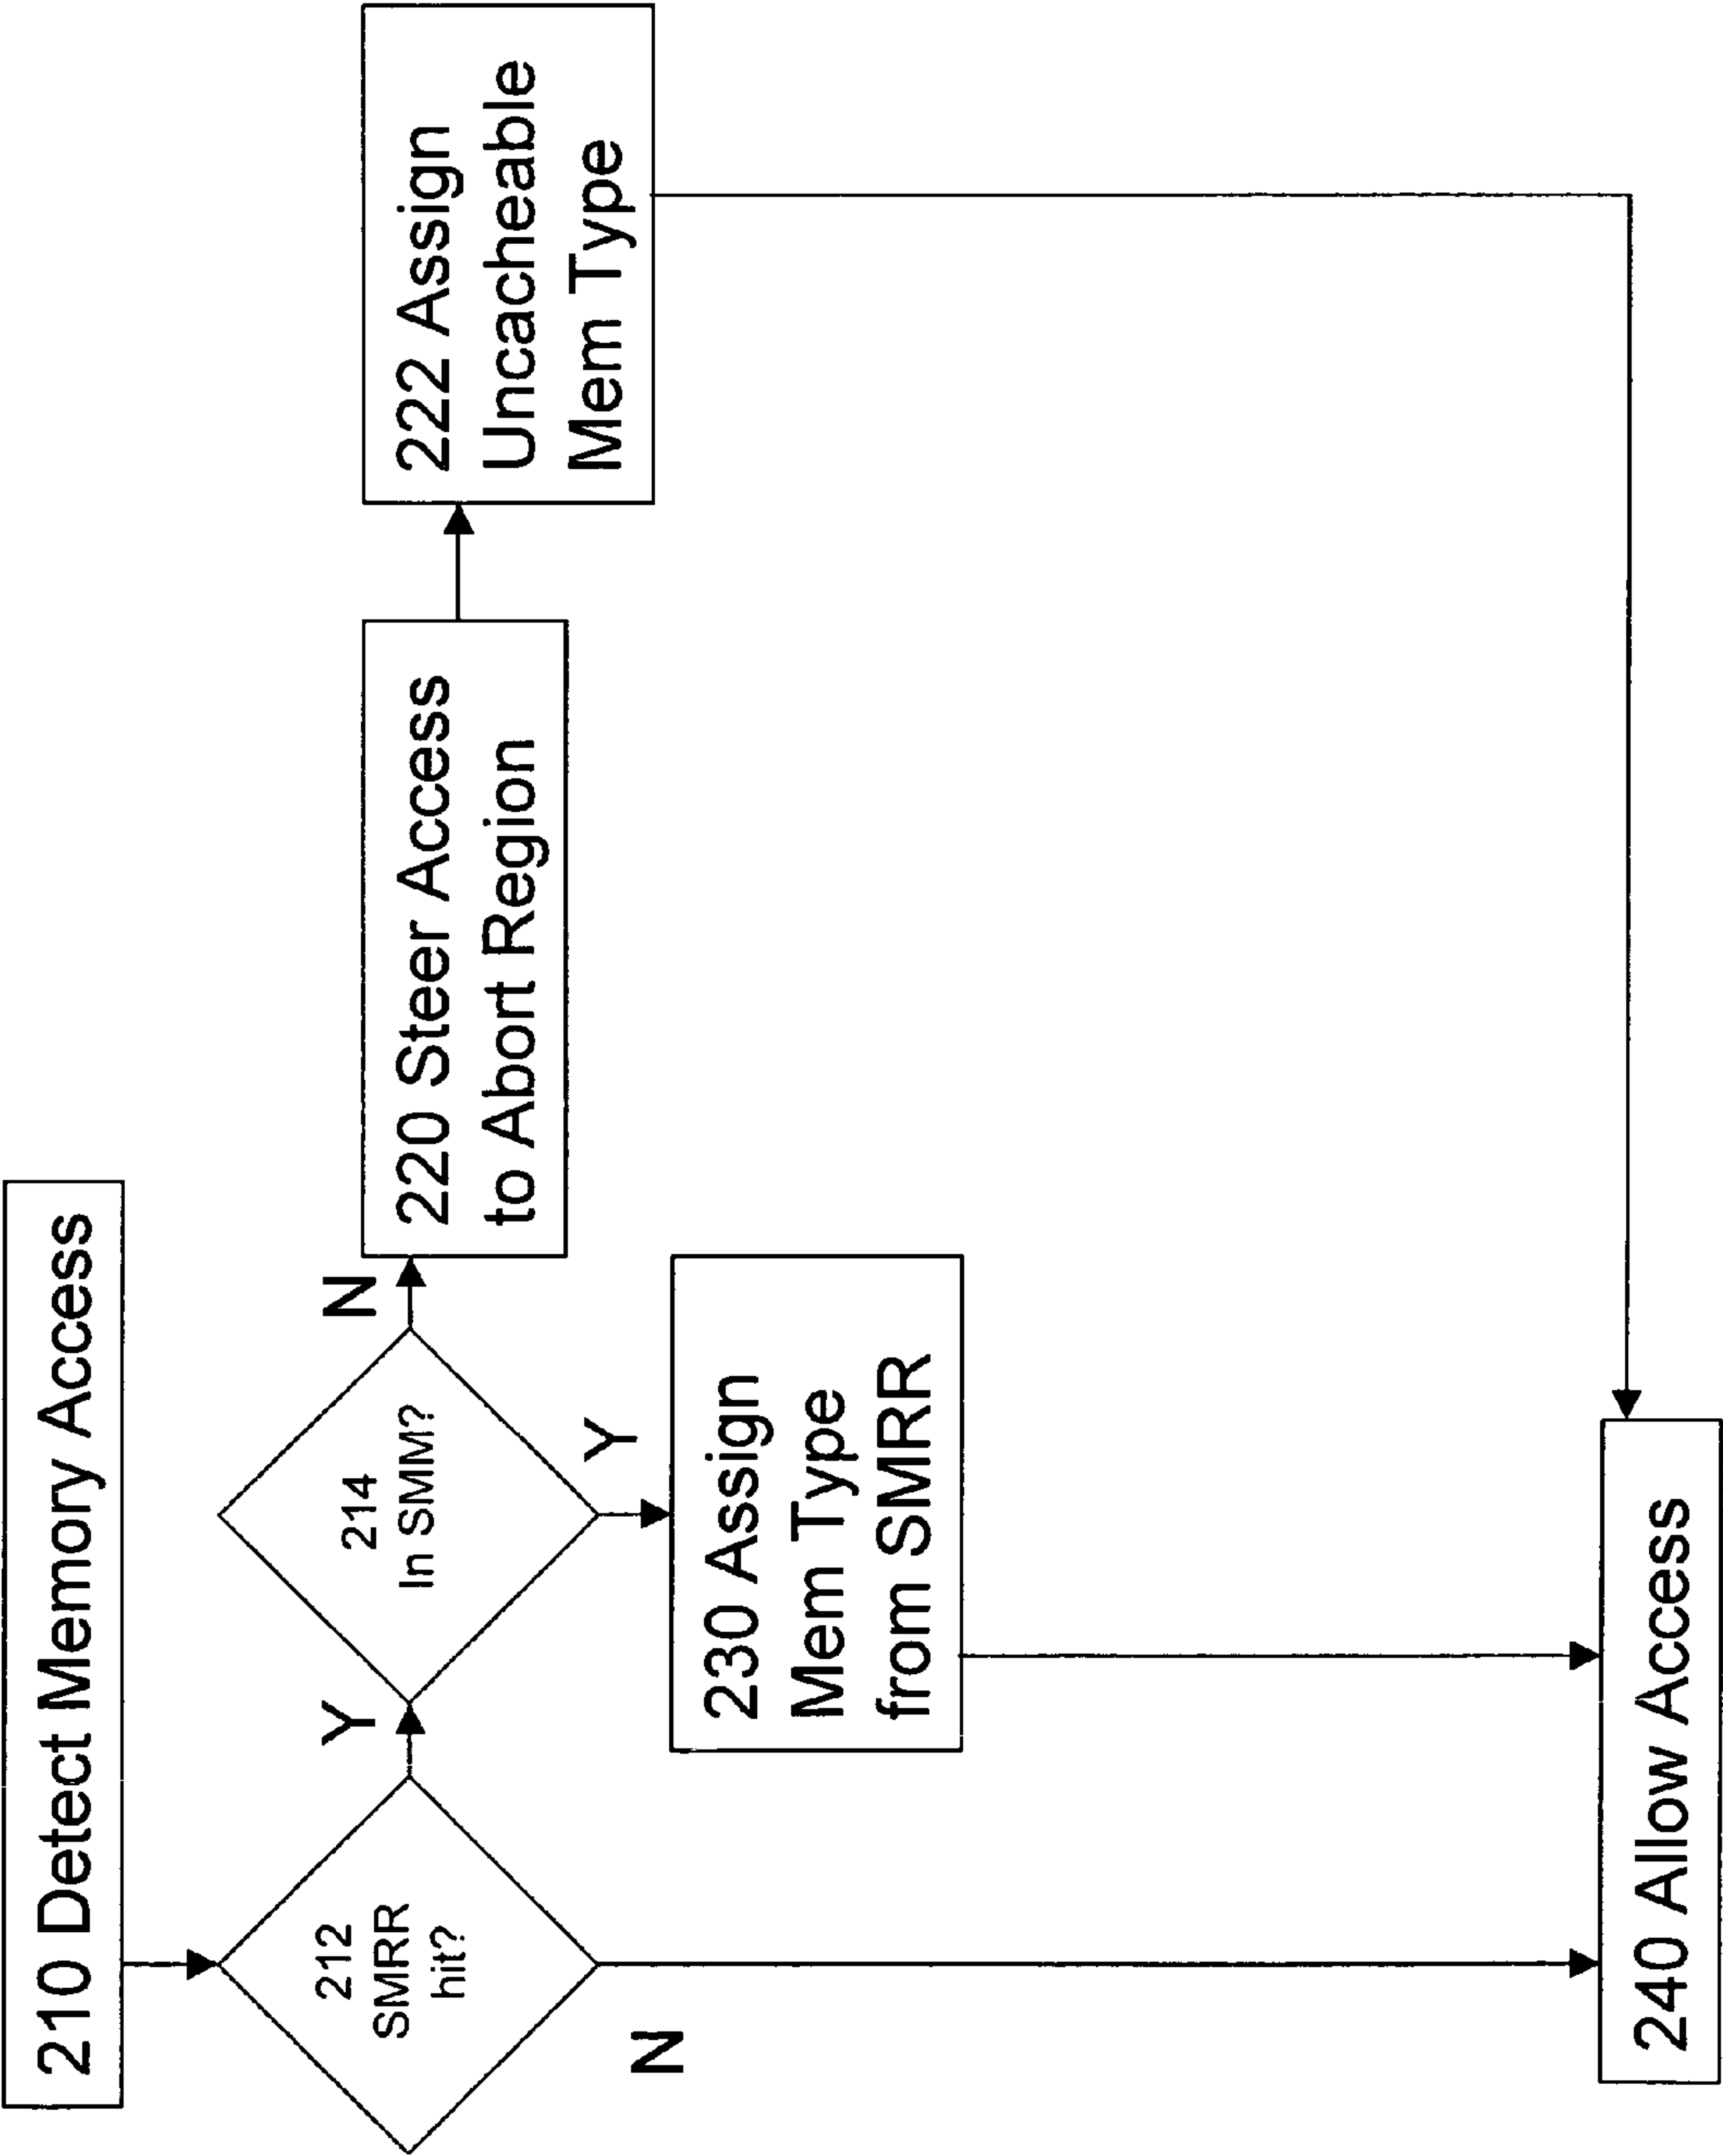 210 Detect Memory Access
212
SMRR
hit?
Y
N
214
In SMM?
N
Y
220 Steer Access
to Abort Region
222 Assign
Uncacheable
Mem Type
230 Assign
Mem Type
from SMRR
240 Allow Access